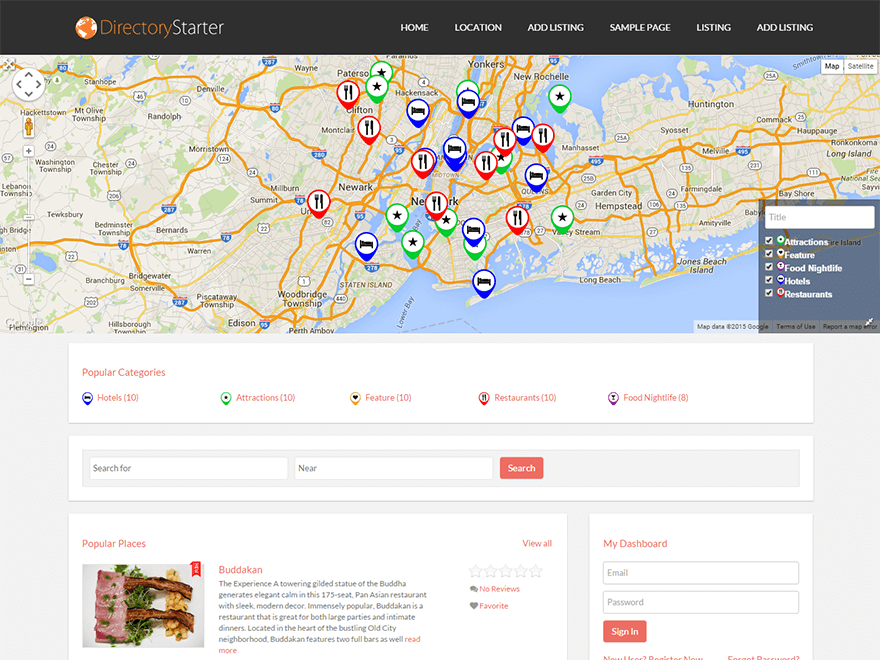 DirectoryStarter
HOME LOCATION ADD LISTING SAMPLE PAGE LISTING ADD LISTING
Map Satellite
Yonkers
New Rochelle
Paterson
Hackensack
Clifton
Montclair
Stanhope
Hackettstown
Mt Olive
Township
Denville
Randolph
Morristown
Washington
Township
Chester
Tewksbury
Bernards
Warren
Milburn
Summit
Newark
Union
Branchburg
Bridgewater
Somerville
Piscataway
Township
Woodbridge
Township
Edison
Perth Amboy
Hillsborough
Township
Flemington
STATEN ISLAND
Lower Bay
QUEENS
Huntington
Syosset
Commack
Hauppauge
Ronkonkoma
Long Island
Manhasset
Melville
Garden City
Hempstead
Farmingdale
Bay Shore
Amityville
Valley Stream
Long Beach
Jones Beach
Island
Fire Island
Title
Attractions
Feature
Food Nightlife
Hotels
Restaurants
Map data ©2015 Google Terms of Use Report a map error
Popular Categories
Hotels (10) Attractions (10) Feature (10) Restaurants (10) Food Nightlife (8)
Search for Near Search
Popular Places View all
Buddakan
The Experience A towering gilded statue of the Buddha
generates elegant calm in this 175-seat, Pan Asian restaurant
with sleek, modern decor. Immensely popular, Buddakan is a
restaurant that is great for both large parties and intimate
dinners. Located in the heart of the bustling Old City
neighborhood, Buddakan features two full bars as well read
more
No Reviews
Favorite
My Dashboard
Email
Password
Sign In
New User? Register Now Forgot Password?